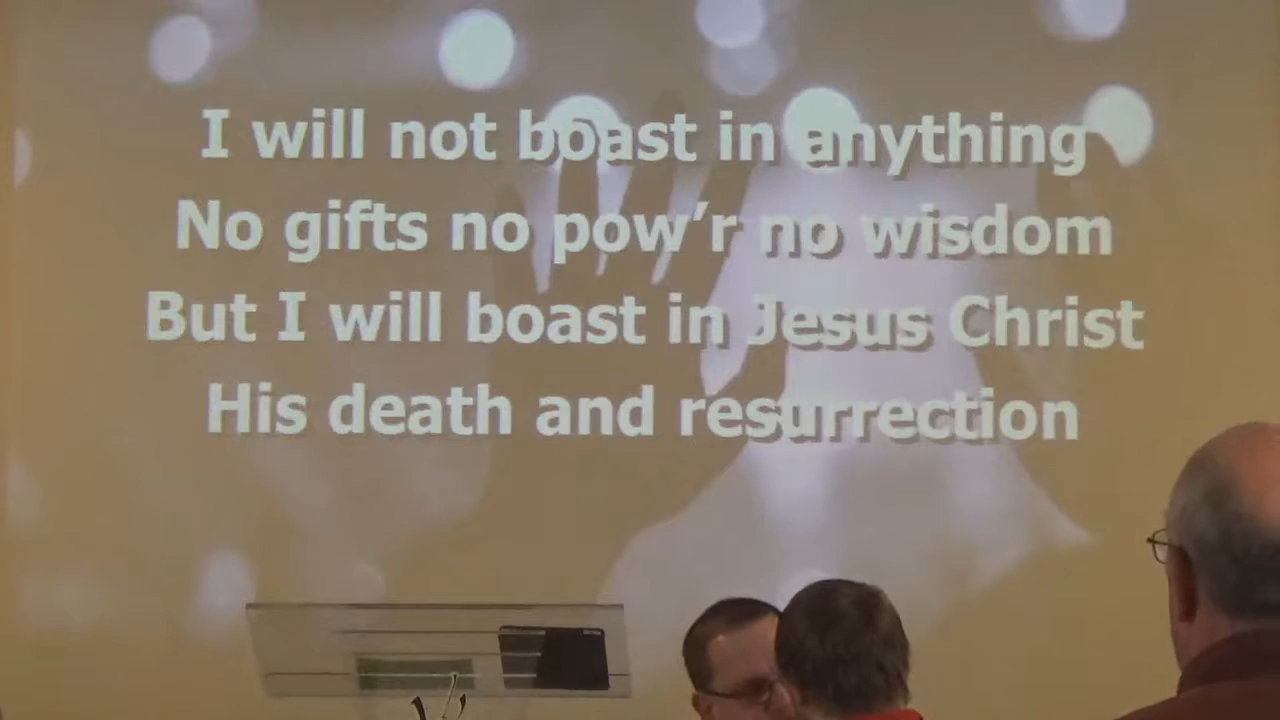 I will not boast in anything
No gifts no pow’r no wisdom
But I will boast in Jesus Christ
His death and resurrection